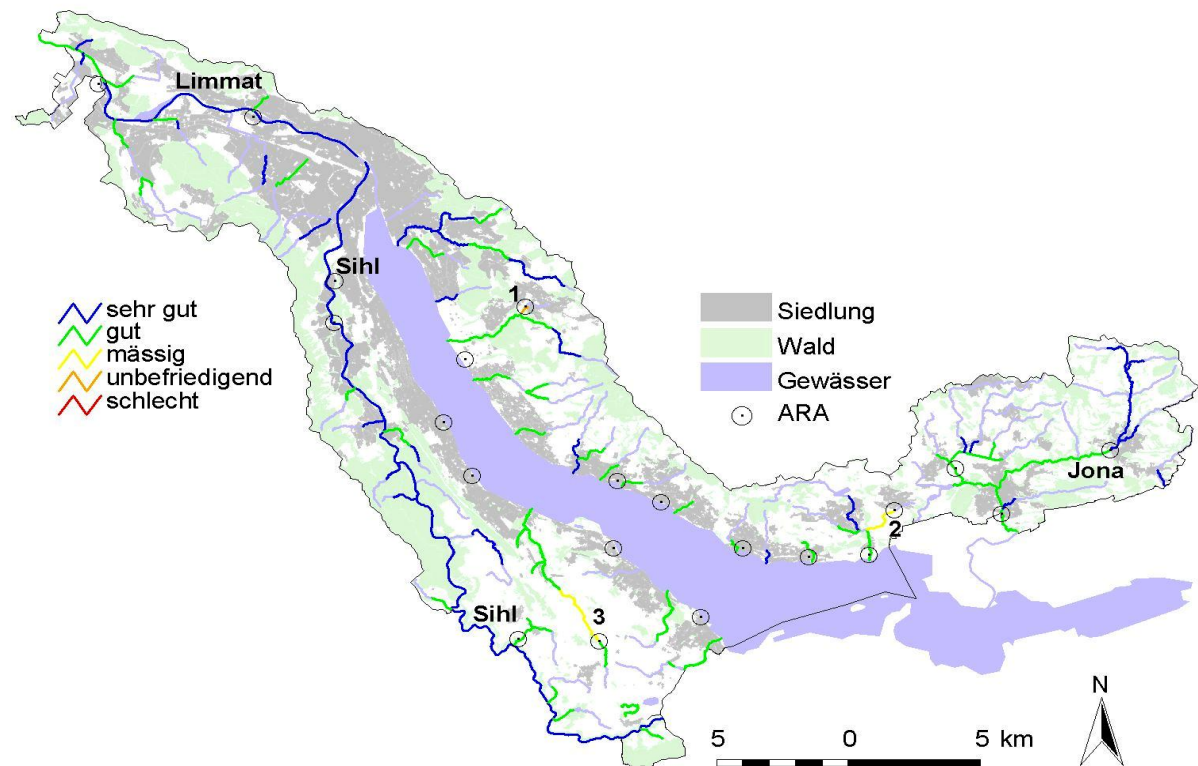 Limmat
Sihl
1
sehr gut
gut
mässig
unbefriedigend
schlecht
Siedlung
Wald
Gewässer
ARA
Jona
2
Sihl
3
N
5 0 5 km